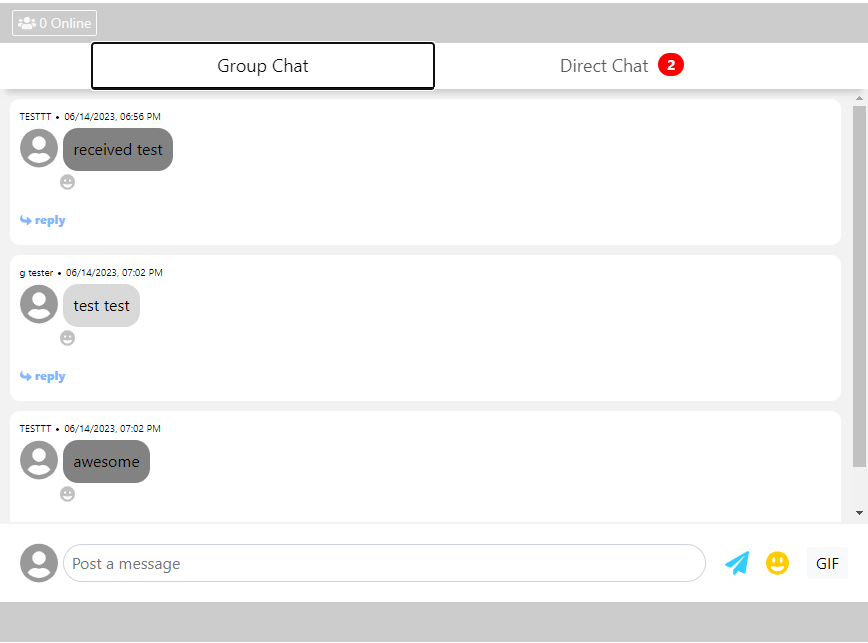 0 Online
Group Chat
Direct Chat 2
TESTTT • 06/14/2023, 06:56 PM
received test
reply
g tester • 06/14/2023, 07:02 PM
test test
reply
TESTTT • 06/14/2023, 07:02 PM
awesome
Post a message
GIF